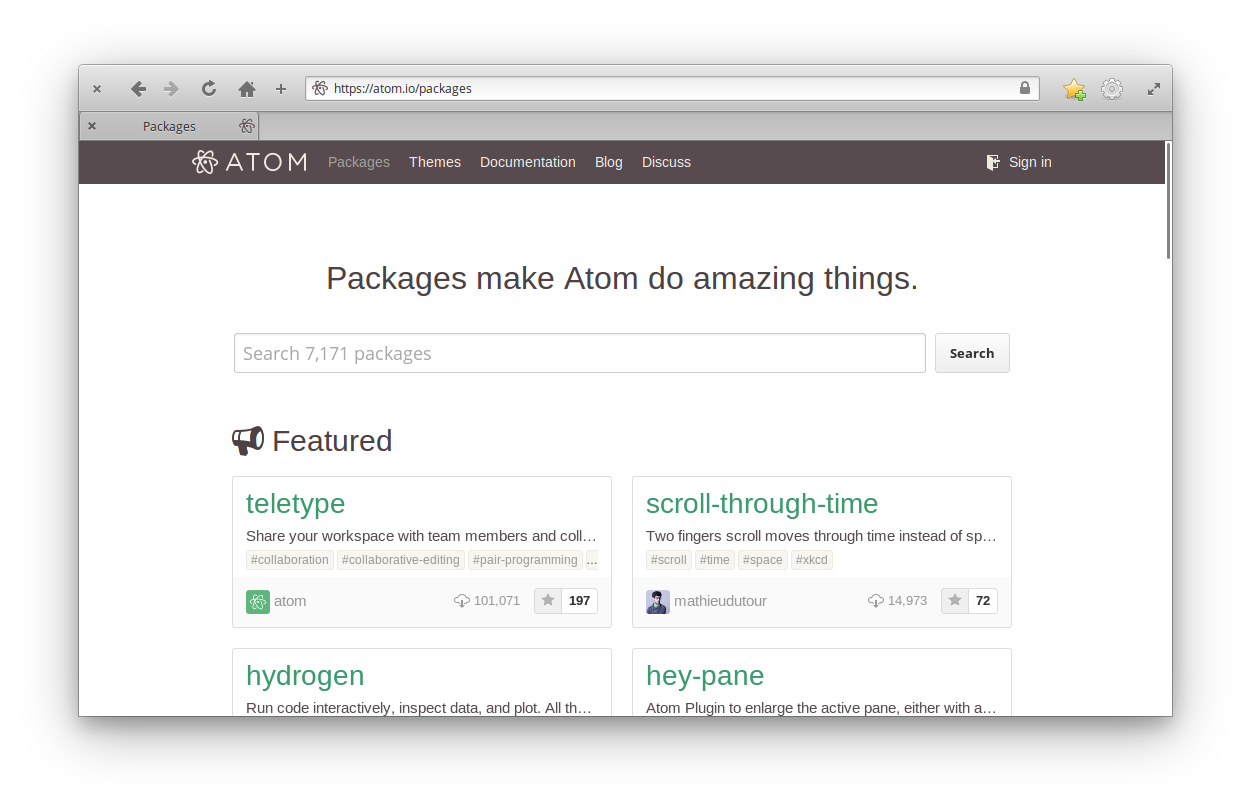 https://atom.io/packages
Packages
ATOM Packages Themes Documentation Blog Discuss Sign in
Packages make Atom do amazing things.
Search 7,171 packages Search
Featured
teletype
Share your workspace with team members and coll…
#collaboration #collaborative-editing #pair-programming ...
atom 101,071 197
scroll-through-time
Two fingers scroll moves through time instead of sp…
#scroll #time #space #xkcd
mathieudutour 14,973 72
hydrogen
Run code interactively, inspect data, and plot. All th…
hey-pane
Atom Plugin to enlarge the active pane, either with a…